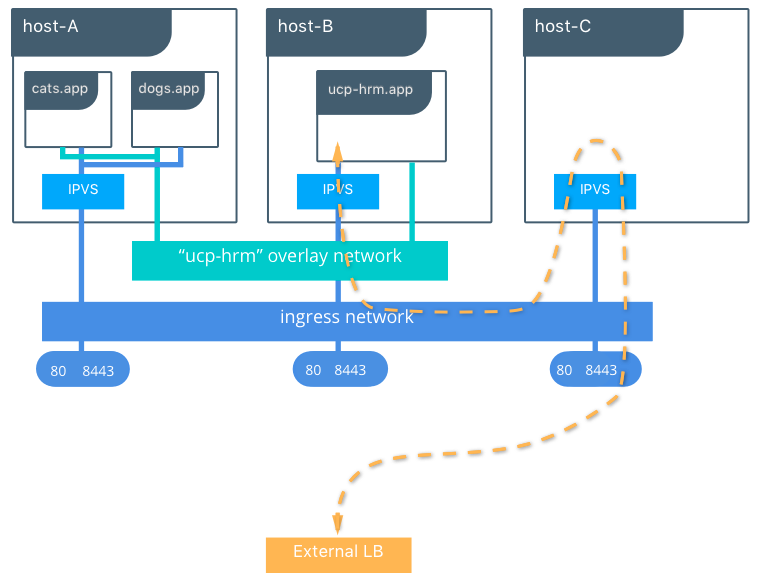 host-A
host-B
host-C
cats.app
dogs.app
ucp-hrm.app
IPVS
IPVS
IPVS
“ucp-hrm” overlay network
ingress network
80 8443
80 8443
80 8443
External LB